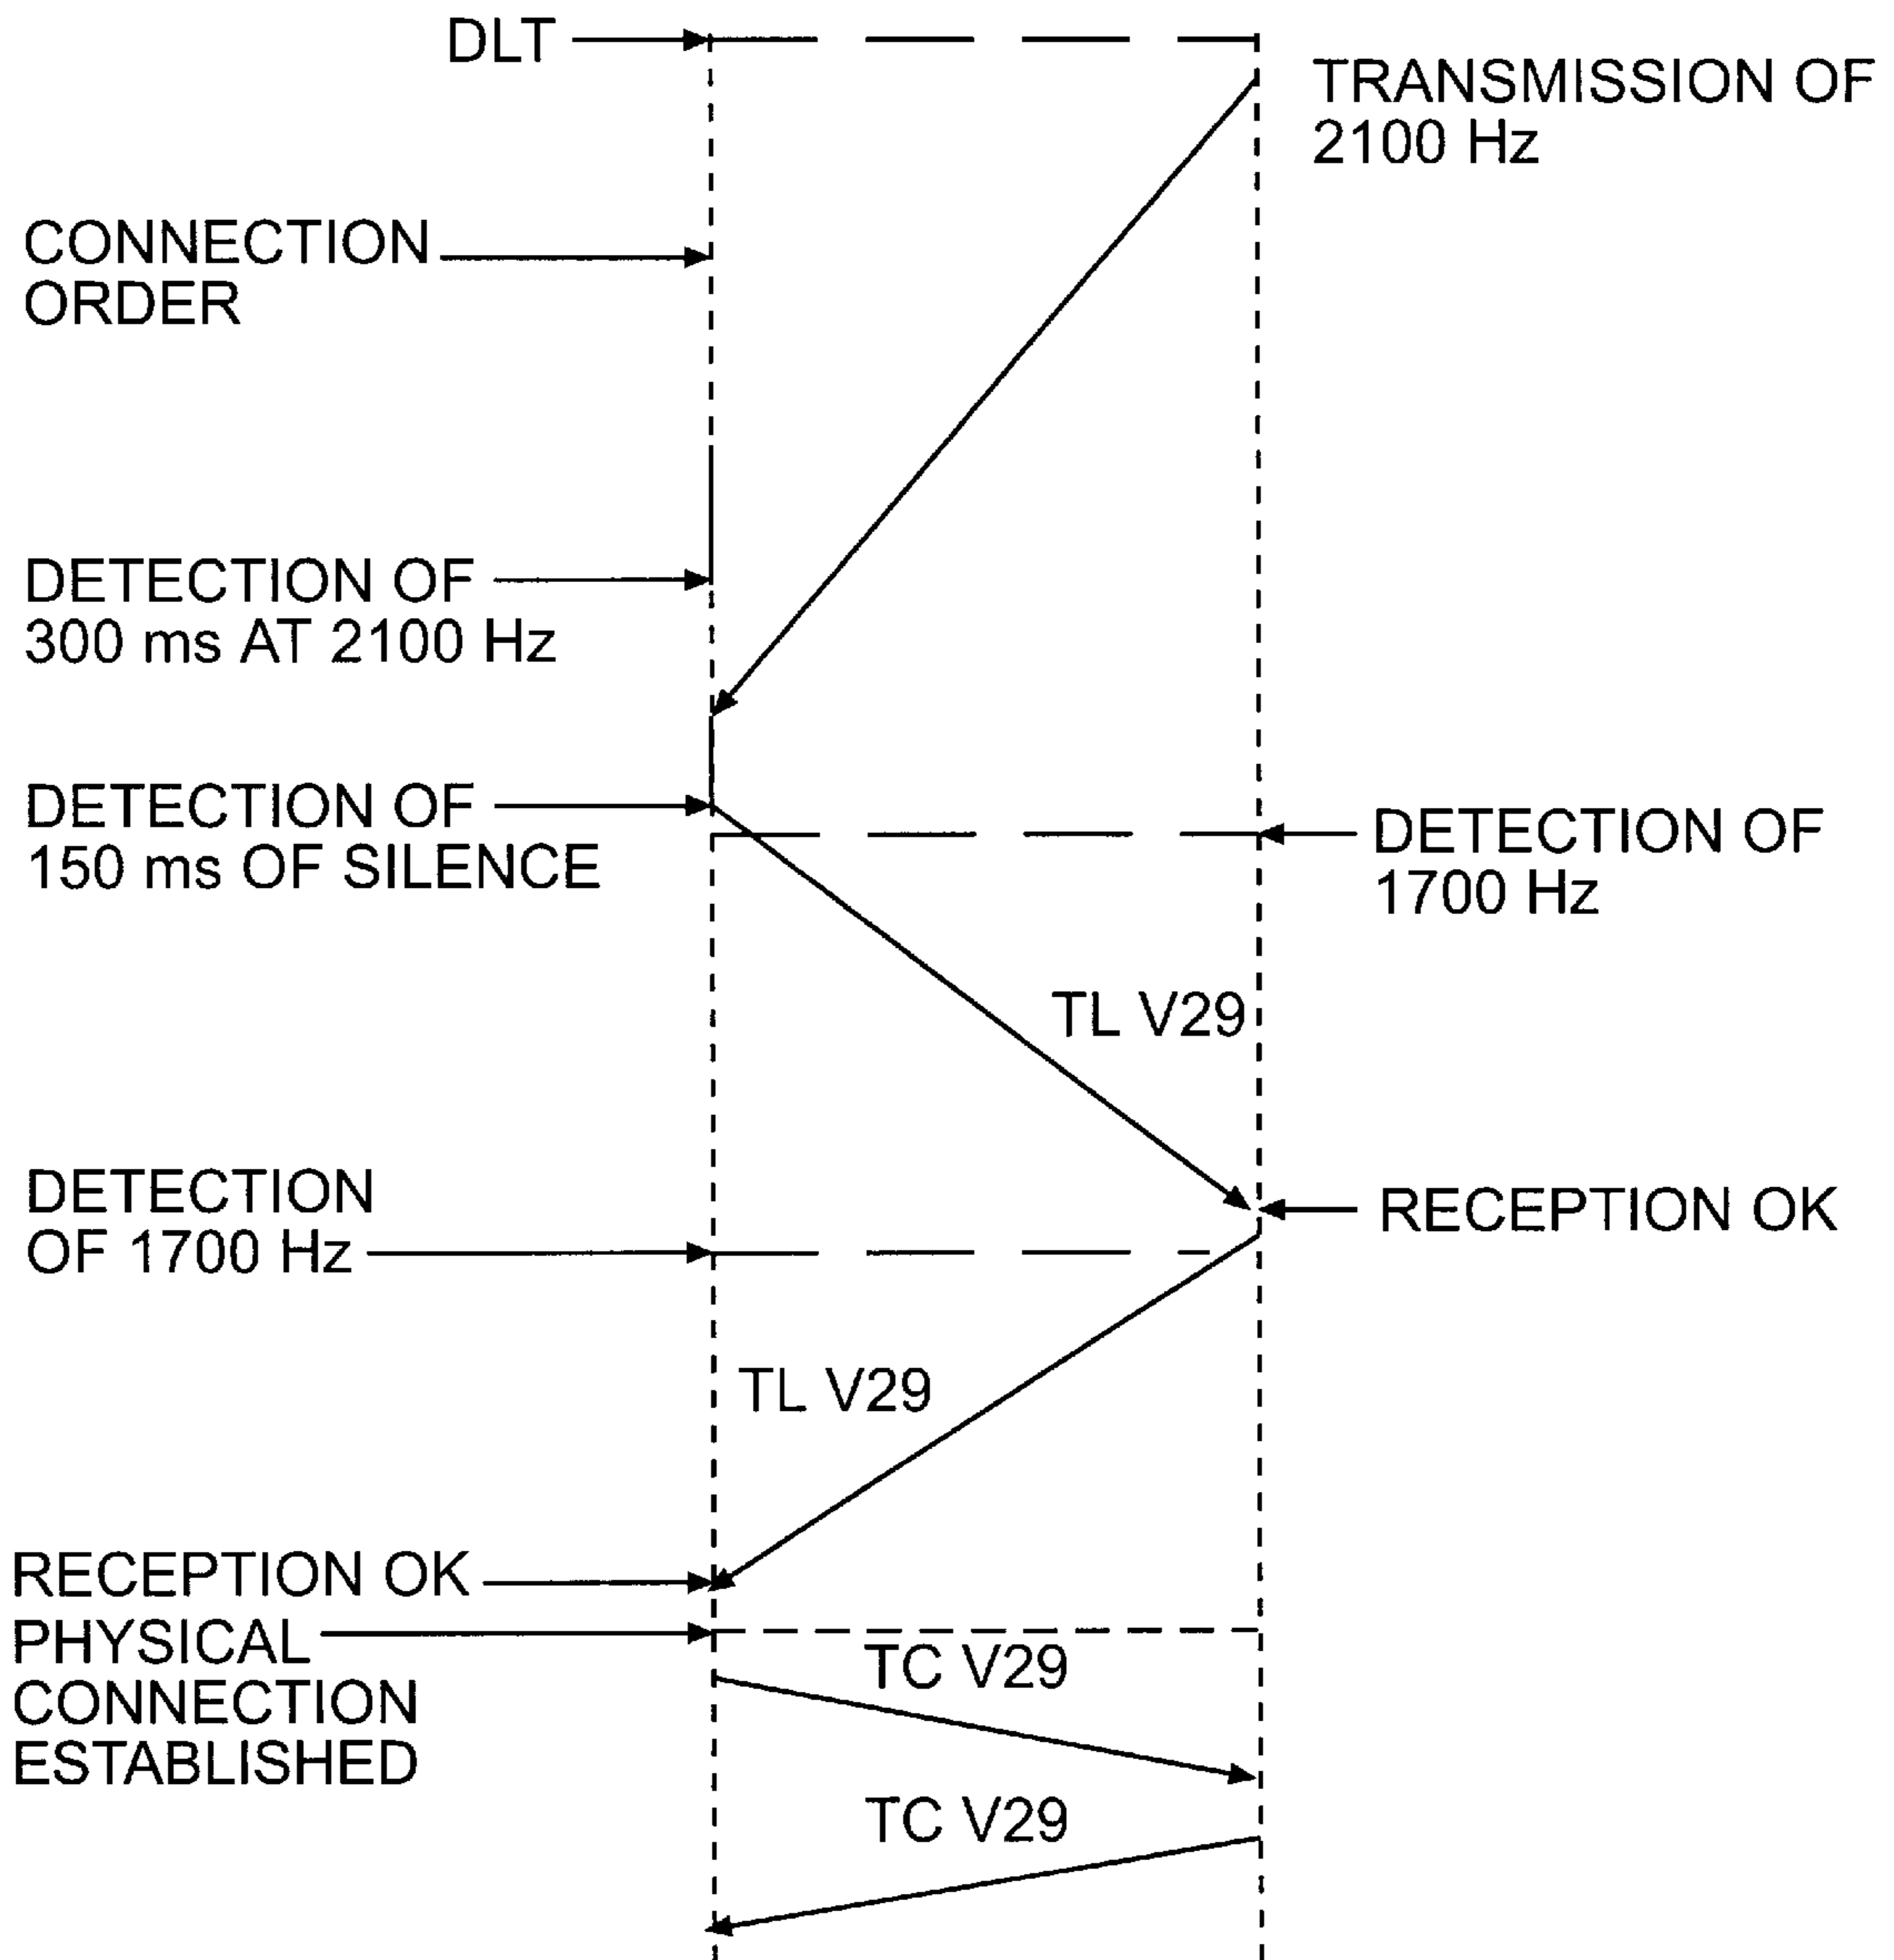 DLT
TRANSMISSION OF
2100 Hz
CONNECTION
ORDER
DETECTION OF
300 ms AT 2100 Hz
DETECTION OF
150 ms OF SILENCE
DETECTION OF
1700 Hz
TL V29
DETECTION
OF 1700 Hz
RECEPTION OK
TL V29
RECEPTION OK
PHYSICAL
CONNECTION
ESTABLISHED
TC V29
TC V29